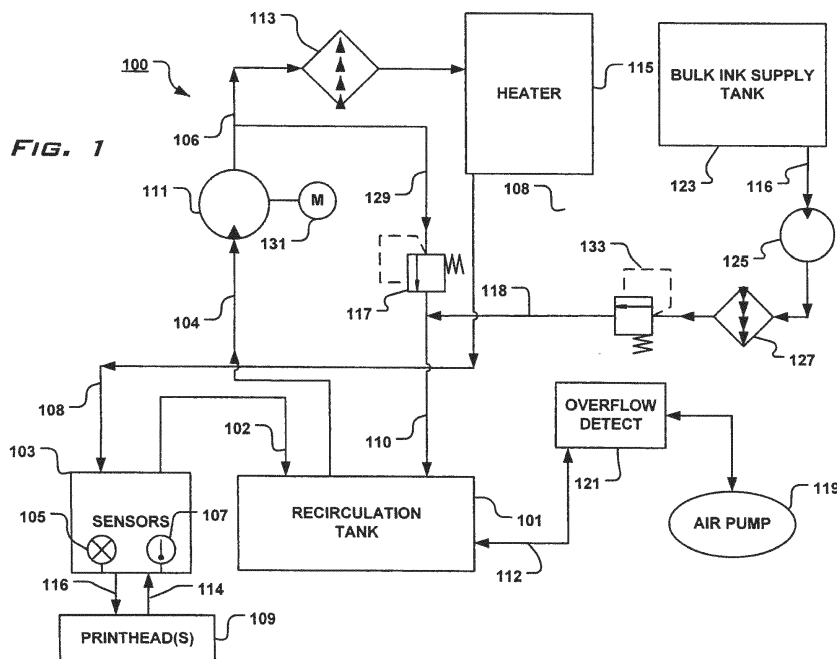 113
100
HEATER
115
BULK INK SUPPLY
TANK
106
FIG. 1
111
M
131
129
108
123
116
125
133
117
118
127
104
108
102
110
OVERFLOW
DETECT
121
103
SENSORS
105
107
RECIRCULATION
TANK
101
112
AIR PUMP
119
116
114
PRINTHEAD(S)
109